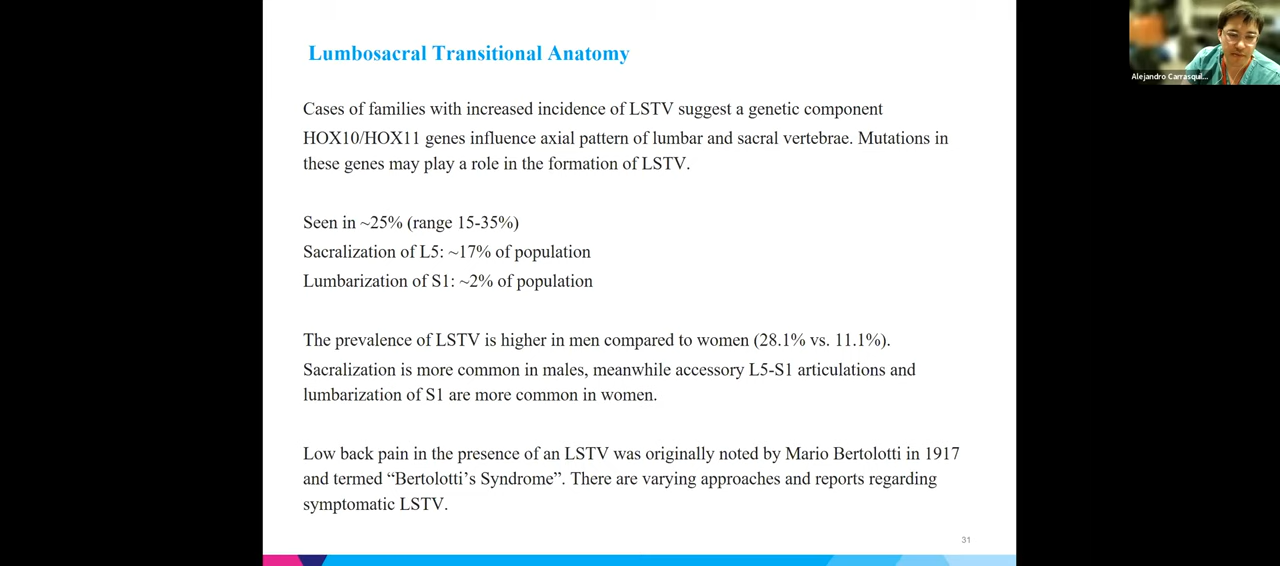 Lumbosacral Transitional Anatomy
Alejandro Carrasqui...
Cases of families with increased incidence of LSTV suggest a genetic component
HOX10/HOX11 genes influence axial pattern of lumbar and sacral vertebrae. Mutations in
these genes may play a role in the formation of LSTV.
Seen in ~25% (range 15-35%)
Sacralization of L5: ~17% of population
Lumbarization of S1: ~2% of population
The prevalence of LSTV is higher in men compared to women (28.1% vs. 11.1%).
Sacralization is more common in males, meanwhile accessory L5-S1 articulations and
lumbarization of S1 are more common in women.
Low back pain in the presence of an LSTV was originally noted by Mario Bertolotti in 1917
and termed “Bertolotti’s Syndrome”. There are varying approaches and reports regarding
symptomatic LSTV.
31